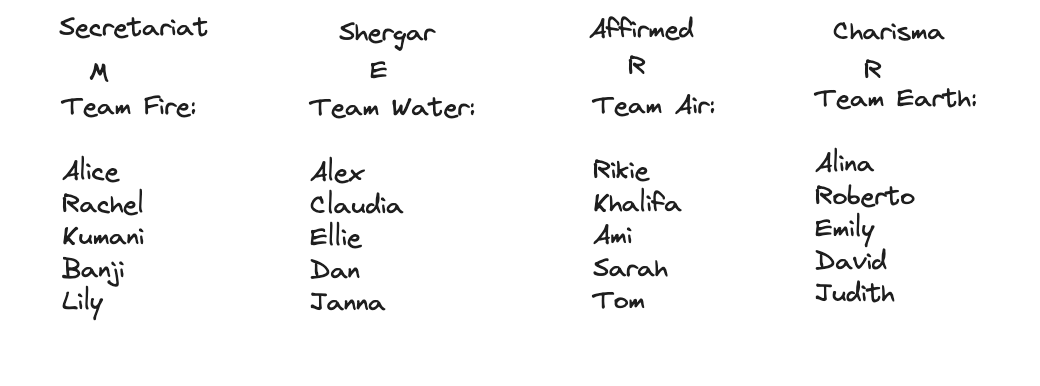 Secretariat
M
Team Fire:
Alice
Rachel
Kumani
Banji
Lily
Shergar
E
Team Water:
Alex
Claudia
Ellie
Dan
Janna
Affirmed
R
Team Air:
Rikie
Khalifa
Ami
Sarah
Tom
Charisma
R
Team Earth:
Alina
Roberto
Emily
David
Judith